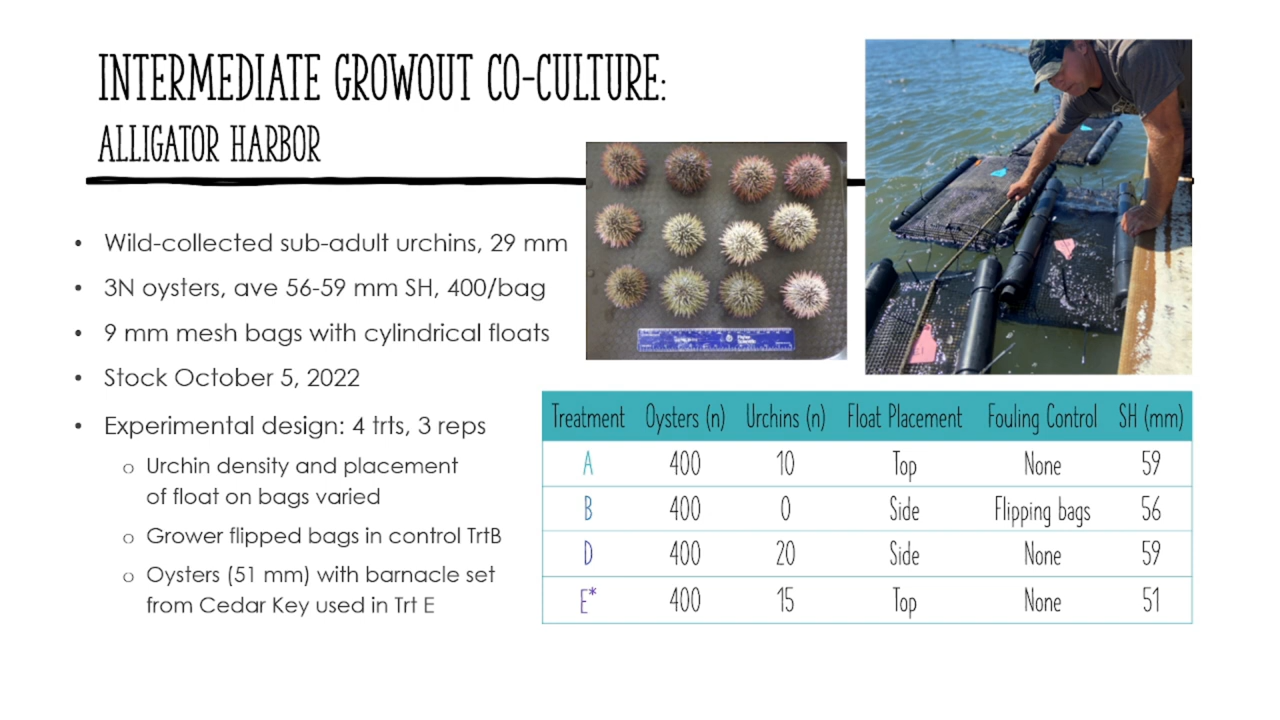 INTERMEDIATE GROWOUT CO-CULTURE:
ALLIGATOR HARBOR
• Wild-collected sub-adult urchins, 29 mm
• 3N oysters, ave 56-59 mm SH, 400/bag
• 9 mm mesh bags with cylindrical floats
• Stock October 5, 2022
• Experimental design: 4 trts, 3 reps
o Urchin density and placement
of float on bags varied
o Grower flipped bags in control TrtB
o Oysters (51 mm) with barnacle set
from Cedar Key used in Trt E
Treatment Oysters (n) Urchins (n) Float Placement Fouling Control SH (mm)
A 400 10 Top None 59
B 400 0 Side Flipping bags 56
D 400 20 Side None 59
E* 400 15 Top None 51